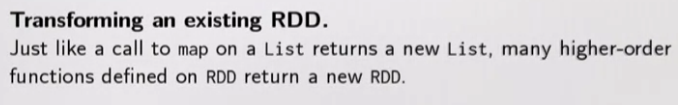 Transforming an existing RDD.
Just like a call to map on a List returns a new List, many higher-order
functions defined on RDD return a new RDD.